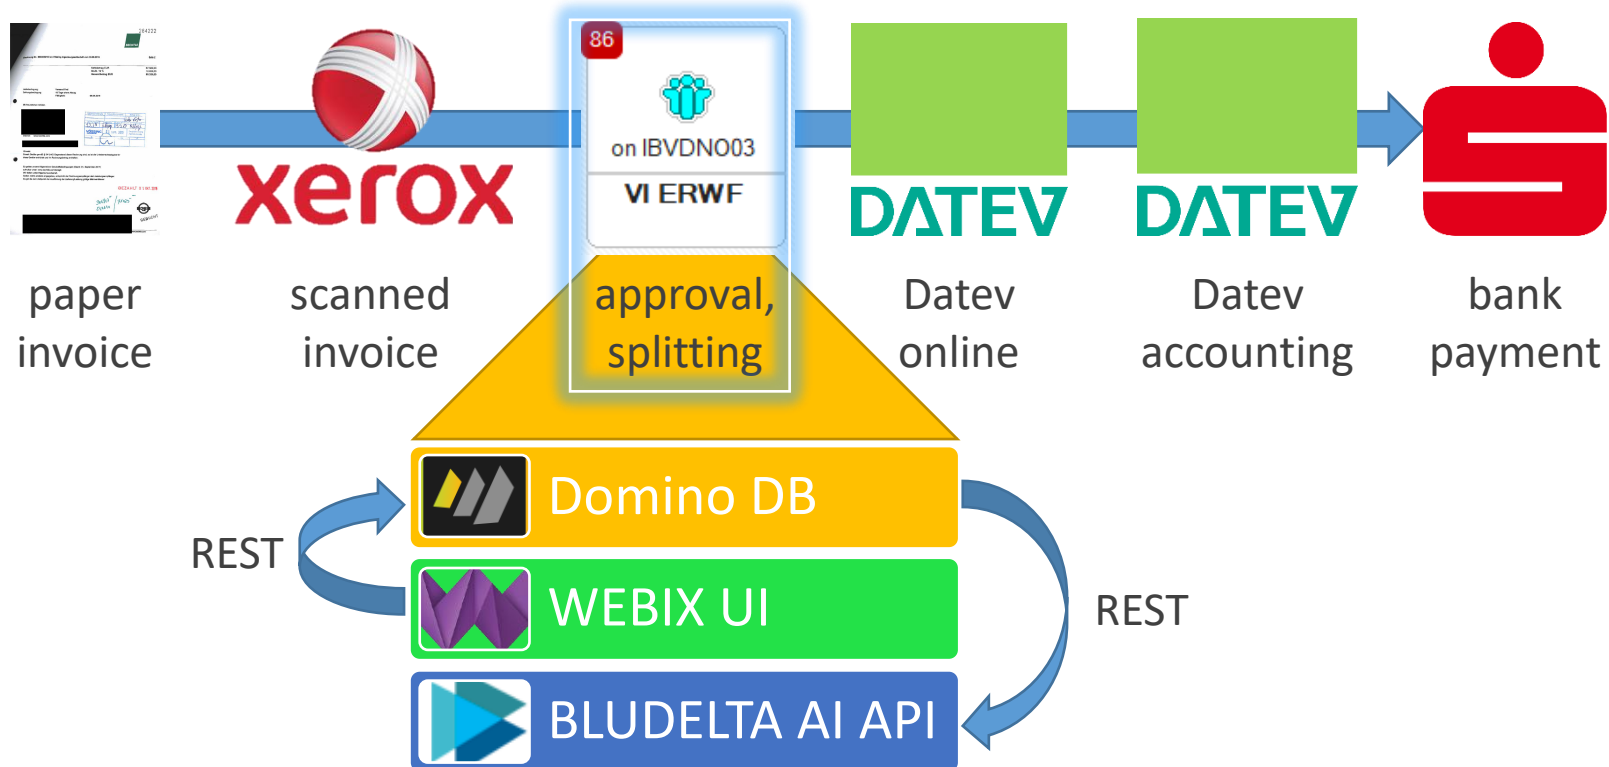 264222
86
on IBVDNO03
VI ERWF
xerox
DATEV
DATEV
paper
invoice
scanned
invoice
approval,
splitting
Datev
online
Datev
accounting
bank
payment
Domino DB
REST
WEBIX UI
REST
BLUDELTA AI API